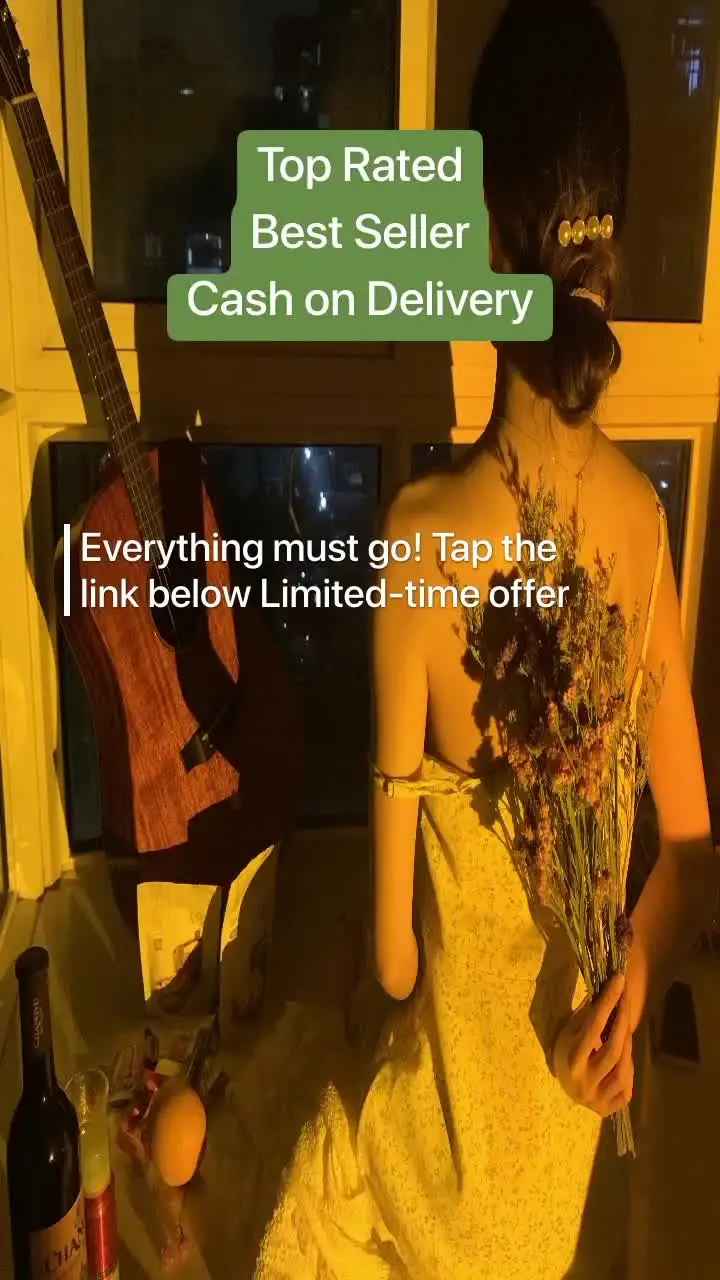 Top Rated
Best Seller
Cash on Delivery
Everything must go! Tap the
link below Limited-time offer